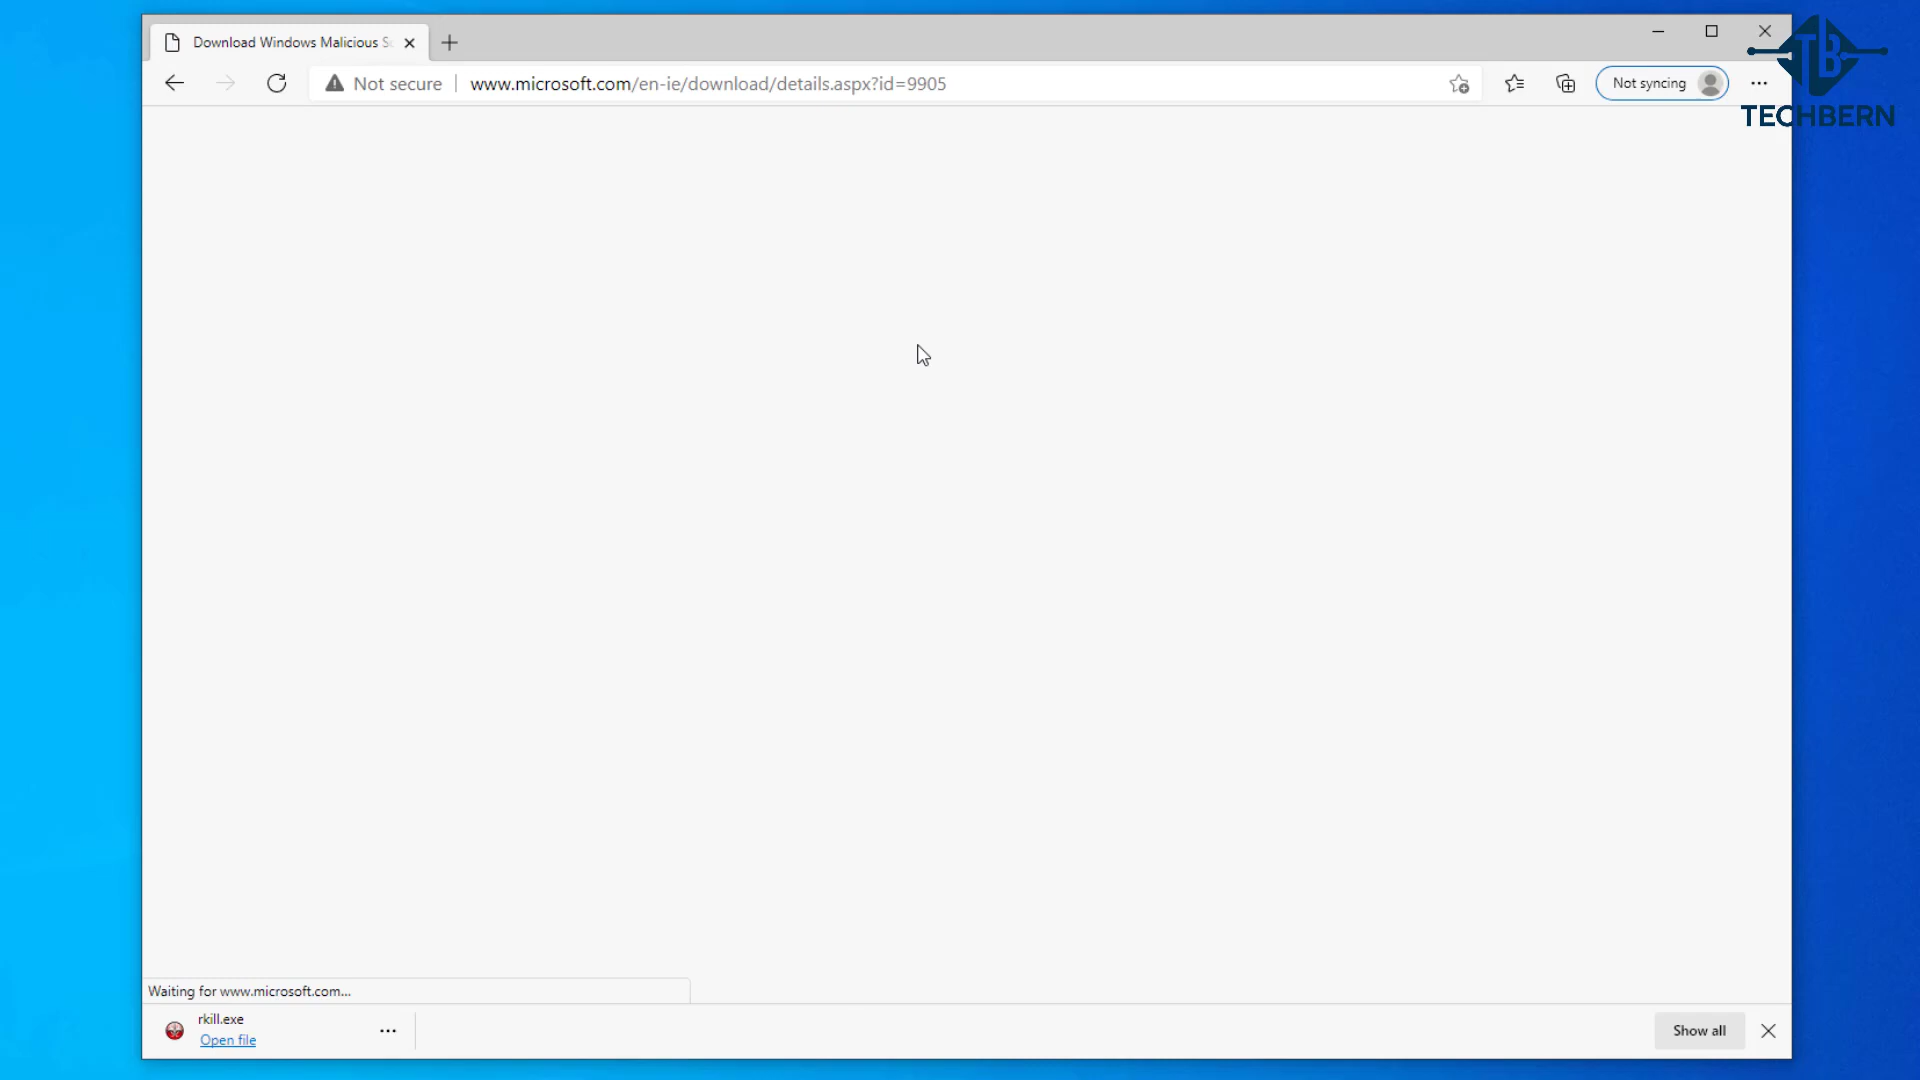 Download Windows Malicious S
Not secure
www.microsoft.com/en-ie/download/details.aspx?id=9905
Not syncing
TB
TECHBERN
Waiting for www.microsoft.com...
rkill.exe
Open file
Show all